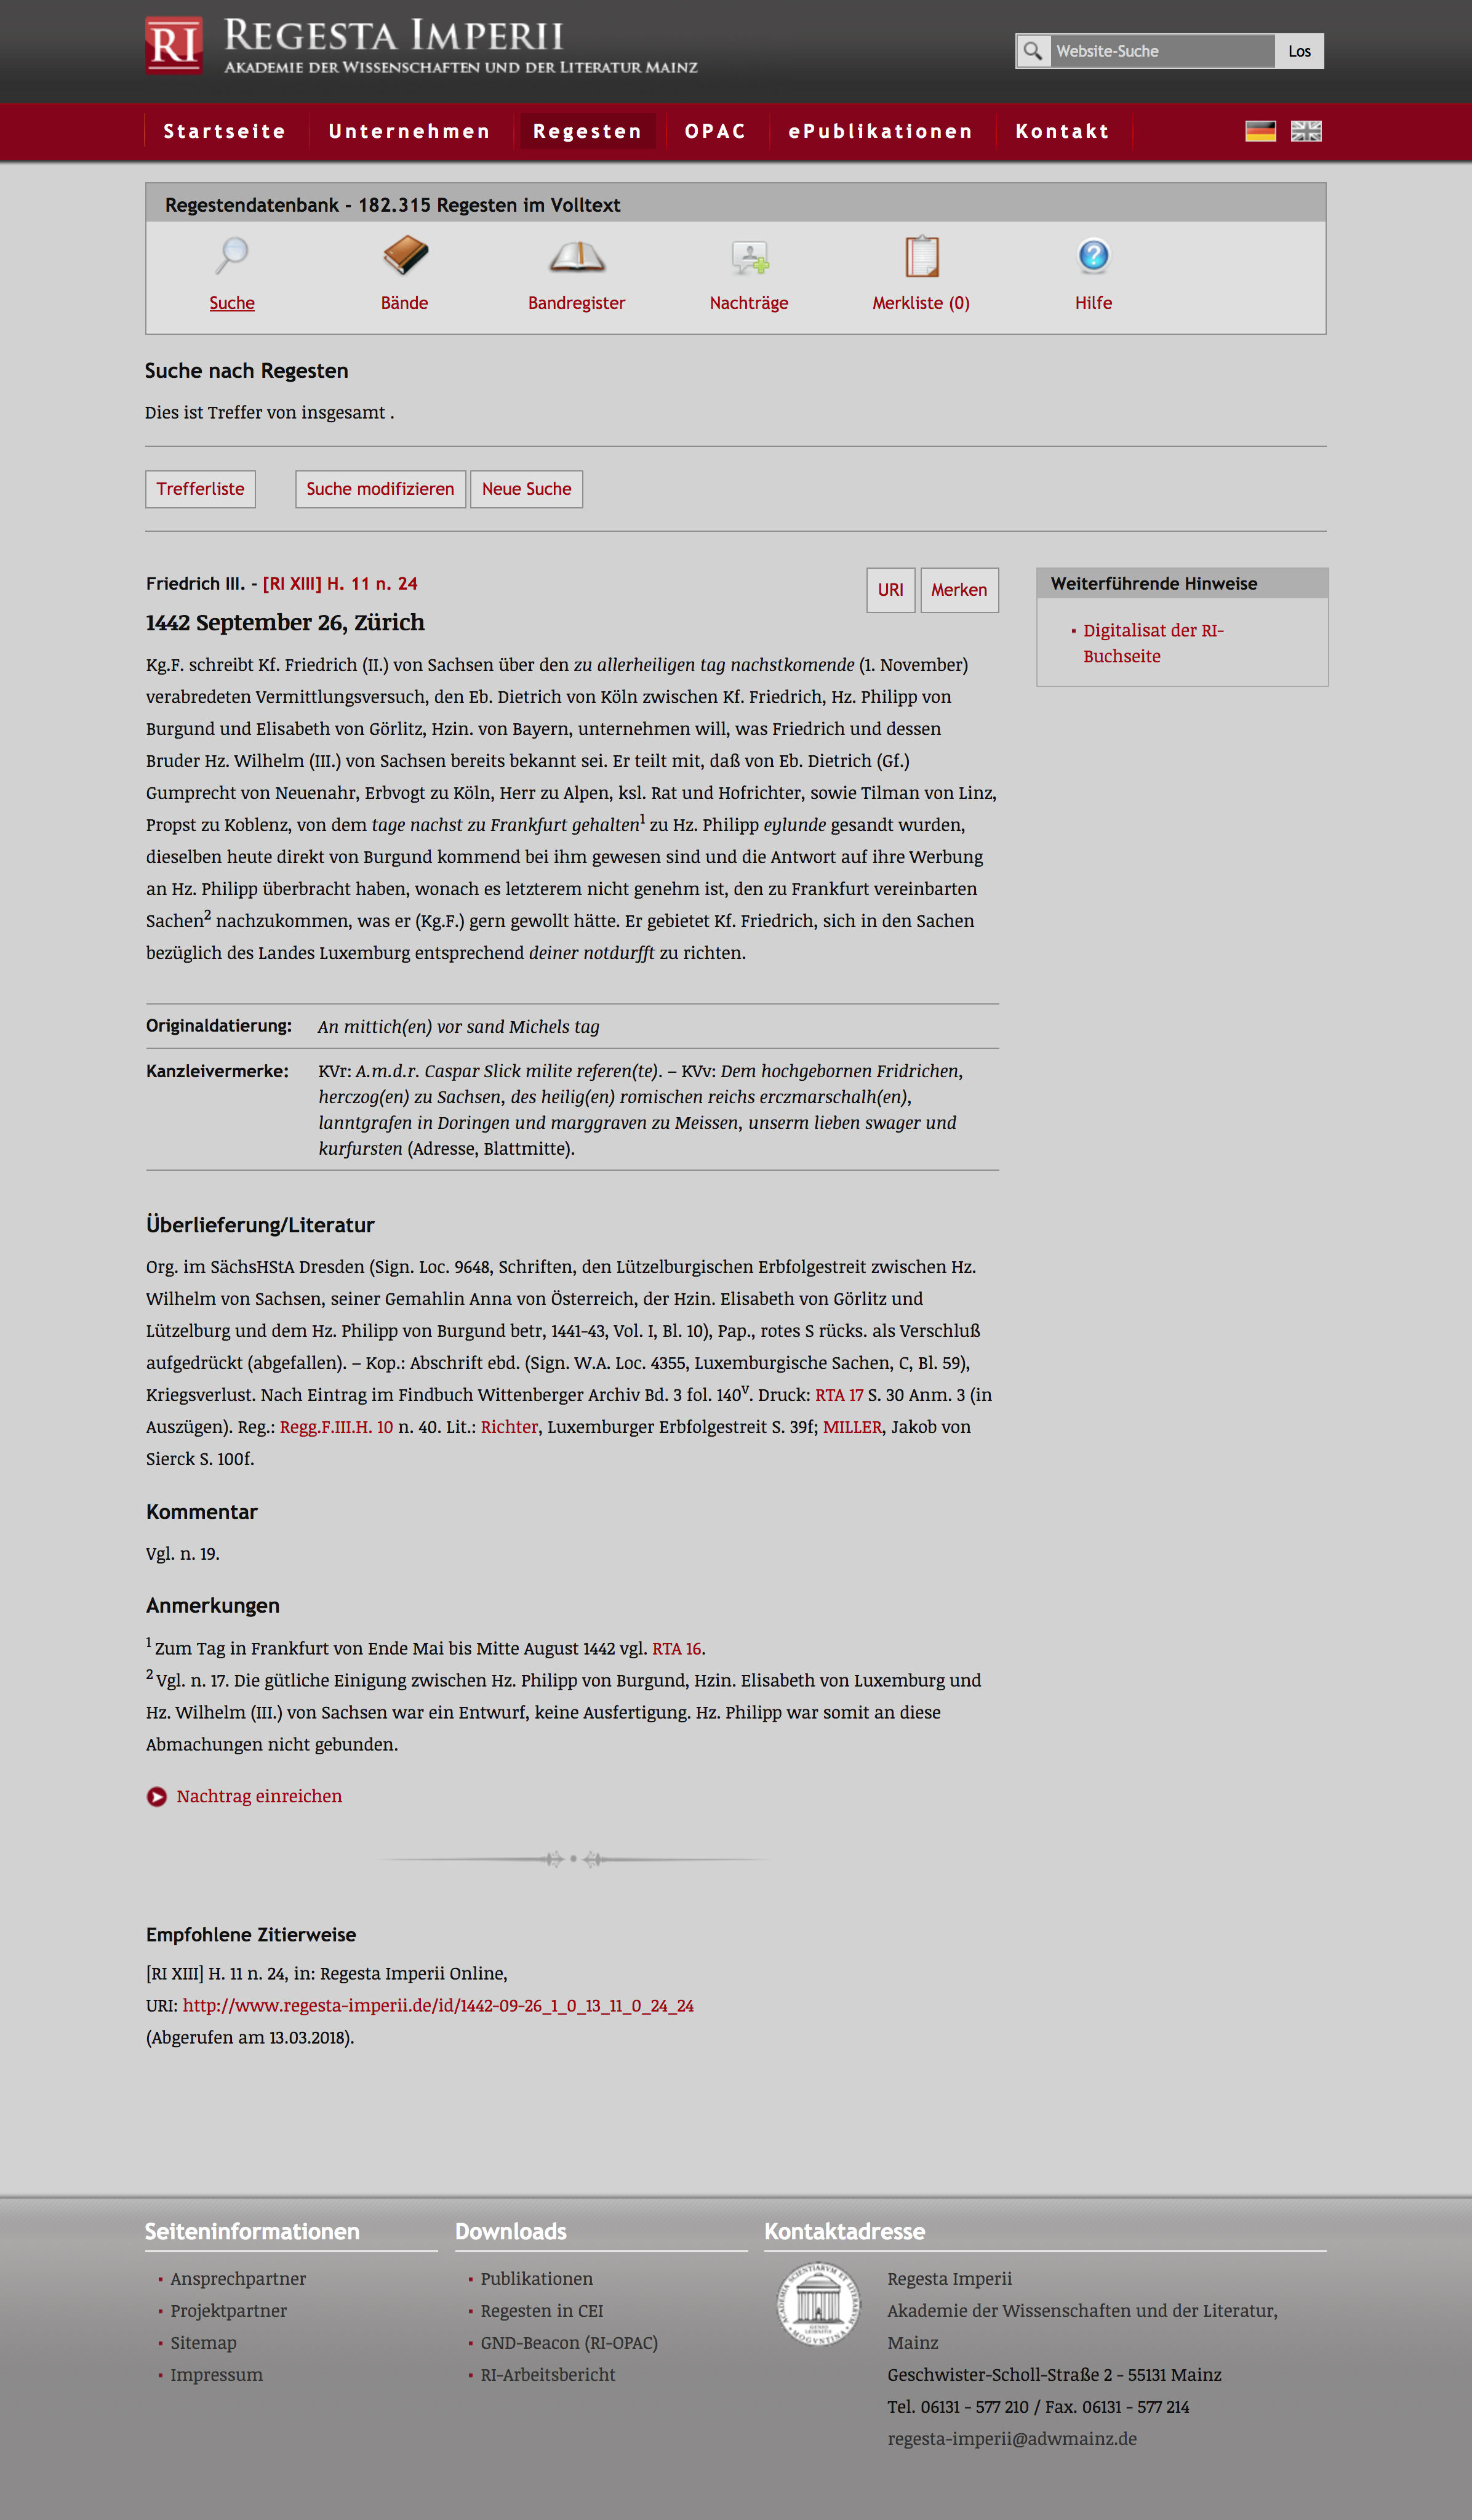 RI REGESTA IMPERII
AKADEMIE DER WISSENSCHAFTEN UND DER LITERATUR MAINZ
Website-Suche Los
Startseite Unternehmen Regesten OPAC ePublikationen Kontakt
Regestendatenbank - 182.315 Regesten im Volltext
Suche Bände Bandregister Nachträge Merkliste (0) Hilfe
Suche nach Regesten
Dies ist Treffer von insgesamt .
Trefferliste Suche modifizieren Neue Suche
Friedrich III. - [RI XIII] H. 11 n. 24
URI Merken
1442 September 26, Zürich
Kg.F. schreibt Kf. Friedrich (II.) von Sachsen über den zu allerheiligen tag nachstkomende (1. November)
verabredeten Vermittlungsversuch, den Eb. Dietrich von Köln zwischen Kf. Friedrich, Hz. Philipp von
Burgund und Elisabeth von Görlitz, Hzin. von Bayern, unternehmen will, was Friedrich und dessen
Bruder Hz. Wilhelm (III.) von Sachsen bereits bekannt sei. Er teilt mit, daß von Eb. Dietrich (Gf.)
Gumprecht von Neuenahr, Erbvogt zu Köln, Herr zu Alpen, ksl. Rat und Hofrichter, sowie Tilman von Linz,
Propst zu Koblenz, von dem tage nachst zu Frankfurt gehalten1 zu Hz. Philipp eylunde gesandt wurden,
dieselben heute direkt von Burgund kommend bei ihm gewesen sind und die Antwort auf ihre Werbung
an Hz. Philipp überbracht haben, wonach es letzterem nicht genehm ist, den zu Frankfurt vereinbarten
Sachen2 nachzukommen, was er (Kg.F.) gern gewollt hätte. Er gebietet Kf. Friedrich, sich in den Sachen
bezüglich des Landes Luxemburg entsprechend deiner notdurfft zu richten.
Weiterführende Hinweise
Digitalisat der RI-
Buchseite
Originaldatierung: An mittich(en) vor sand Michels tag
Kanzleivermerke: KVr: A.m.d.r. Caspar Slick milite referen(te). – KVv: Dem hochgebornen Fridrichen,
herczog(en) zu Sachsen, des heilig(en) romischen reichs erczmarschalh(en),
lanntgrafen in Doringen und marggraven zu Meissen, unserm lieben swager und
kurfursten (Adresse, Blattmitte).
Überlieferung/Literatur
Org. im SächsHStA Dresden (Sign. Loc. 9648, Schriften, den Lützelburgischen Erbfolgestreit zwischen Hz.
Wilhelm von Sachsen, seiner Gemahlin Anna von Österreich, der Hzin. Elisabeth von Görlitz und
Lützelburg und dem Hz. Philipp von Burgund betr, 1441-43, Vol. I, Bl. 10), Pap., rotes S rücks. als Verschluß
aufgedrückt (abgefallen). – Kop.: Abschrift ebd. (Sign. W.A. Loc. 4355, Luxemburgische Sachen, C, Bl. 59),
Kriegsverlust. Nach Eintrag im Findbuch Wittenberger Archiv Bd. 3 fol. 140v. Druck: RTA 17 S. 30 Anm. 3 (in
Auszügen). Reg.: Regg.F.III.H. 10 n. 40. Lit.: Richter, Luxemburger Erbfolgestreit S. 39f; MILLER, Jakob von
Sierck S. 100f.
Kommentar
Vgl. n. 19.
Anmerkungen
1 Zum Tag in Frankfurt von Ende Mai bis Mitte August 1442 vgl. RTA 16.
2 Vgl. n. 17. Die gütliche Einigung zwischen Hz. Philipp von Burgund, Hzin. Elisabeth von Luxemburg und
Hz. Wilhelm (III.) von Sachsen war ein Entwurf, keine Ausfertigung. Hz. Philipp war somit an diese
Abmachungen nicht gebunden.
Nachtrag einreichen
Empfohlene Zitierweise
[RI XIII] H. 11 n. 24, in: Regesta Imperii Online,
URI: http://www.regesta-imperii.de/id/1442-09-26_1_0_13_11_0_24_24
(Abgerufen am 13.03.2018).
Seiteninformationen
Ansprechpartner
Projektpartner
Sitemap
Impressum
Downloads
Publikationen
Regesten in CEI
GND-Beacon (RI-OPAC)
RI-Arbeitsbericht
Kontaktadresse
Regesta Imperii
Akademie der Wissenschaften und der Literatur,
Mainz
Geschwister-Scholl-Straße 2 - 55131 Mainz
Tel. 06131 - 577 210 / Fax. 06131 - 577 214
regesta-imperii@adwmainz.de